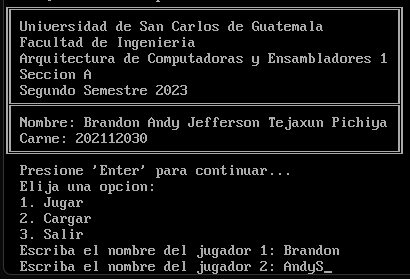 Universidad de San Carlos de Guatemala
Facultad de Ingenieria
Arquitectura de Computadoras y Ensambladores 1
Seccion A
Segundo Semestre 2023
Nombre: Brandon Andy Jefferson Tejaxun Pichiya
Carne: 202112030
Presione 'Enter' para continuar...
Elija una opcion:
1. Jugar
2. Cargar
3. Salir
Escriba el nombre del jugador 1: Brandon
Escriba el nombre del jugador 2: AndyS_